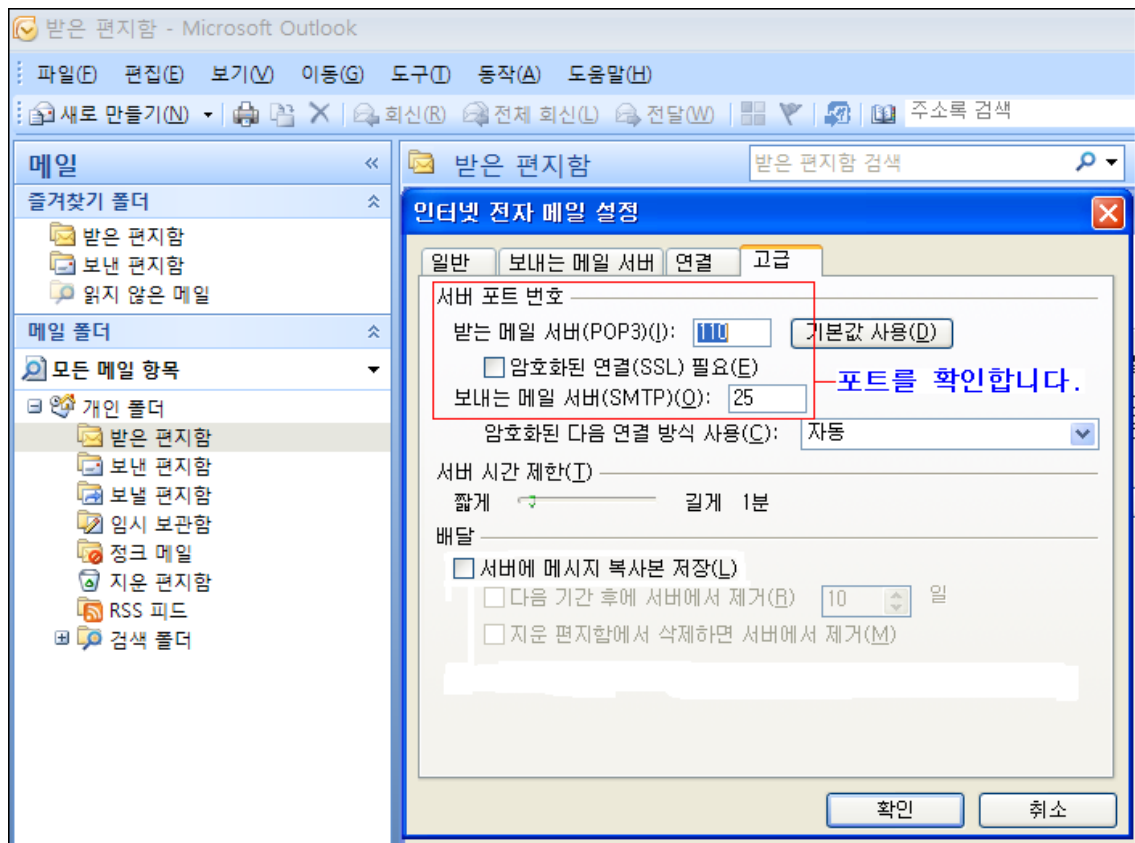 받은 편지함 - Microsoft Outlook
파일(F) 편집(E) 보기(V) 이동(G) 도구(T) 동작(A) 도움말(H)
새로 만들기(N) 회신(R) 전체 회신(L) 전달(W) 주소록 검색
메일
즐겨찾기 폴더
받은 편지함
보낸 편지함
읽지 않은 메일
메일 폴더
모든 메일 항목
개인 폴더
받은 편지함
보낸 편지함
보낼 편지함
임시 보관함
정크 메일
지운 편지함
RSS 피드
검색 폴더
받은 편지함 받은 편지함 검색
인터넷 전자 메일 설정
일반 보내는 메일 서버 연결 고급
서버 포트 번호
받는 메일 서버(POP3)(I): 110 기본값 사용(D)
암호화된 연결(SSL) 필요(E)
포트를 확인합니다.
보내는 메일 서버(SMTP)(O): 25
암호화된 다음 연결 방식 사용(C): 자동
서버 시간 제한(T)
짧게 길게 1분
배달
서버에 메시지 복사본 저장(L)
다음 기간 후에 서버에서 제거(R) 10 일
지운 편지함에서 삭제하면 서버에서 제거(M)
확인 취소